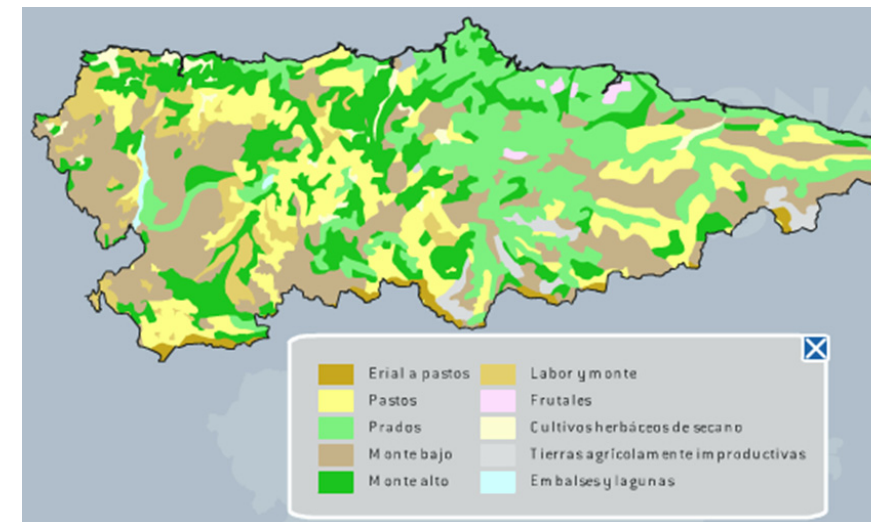 Erial a pastos
Pastos
Prados
Monte bajo
Monte alto
Labor y monte
Frutales
Cultivos herbáceos de secano
Tierras agrícolamente improductivas
Embalses y lagunas